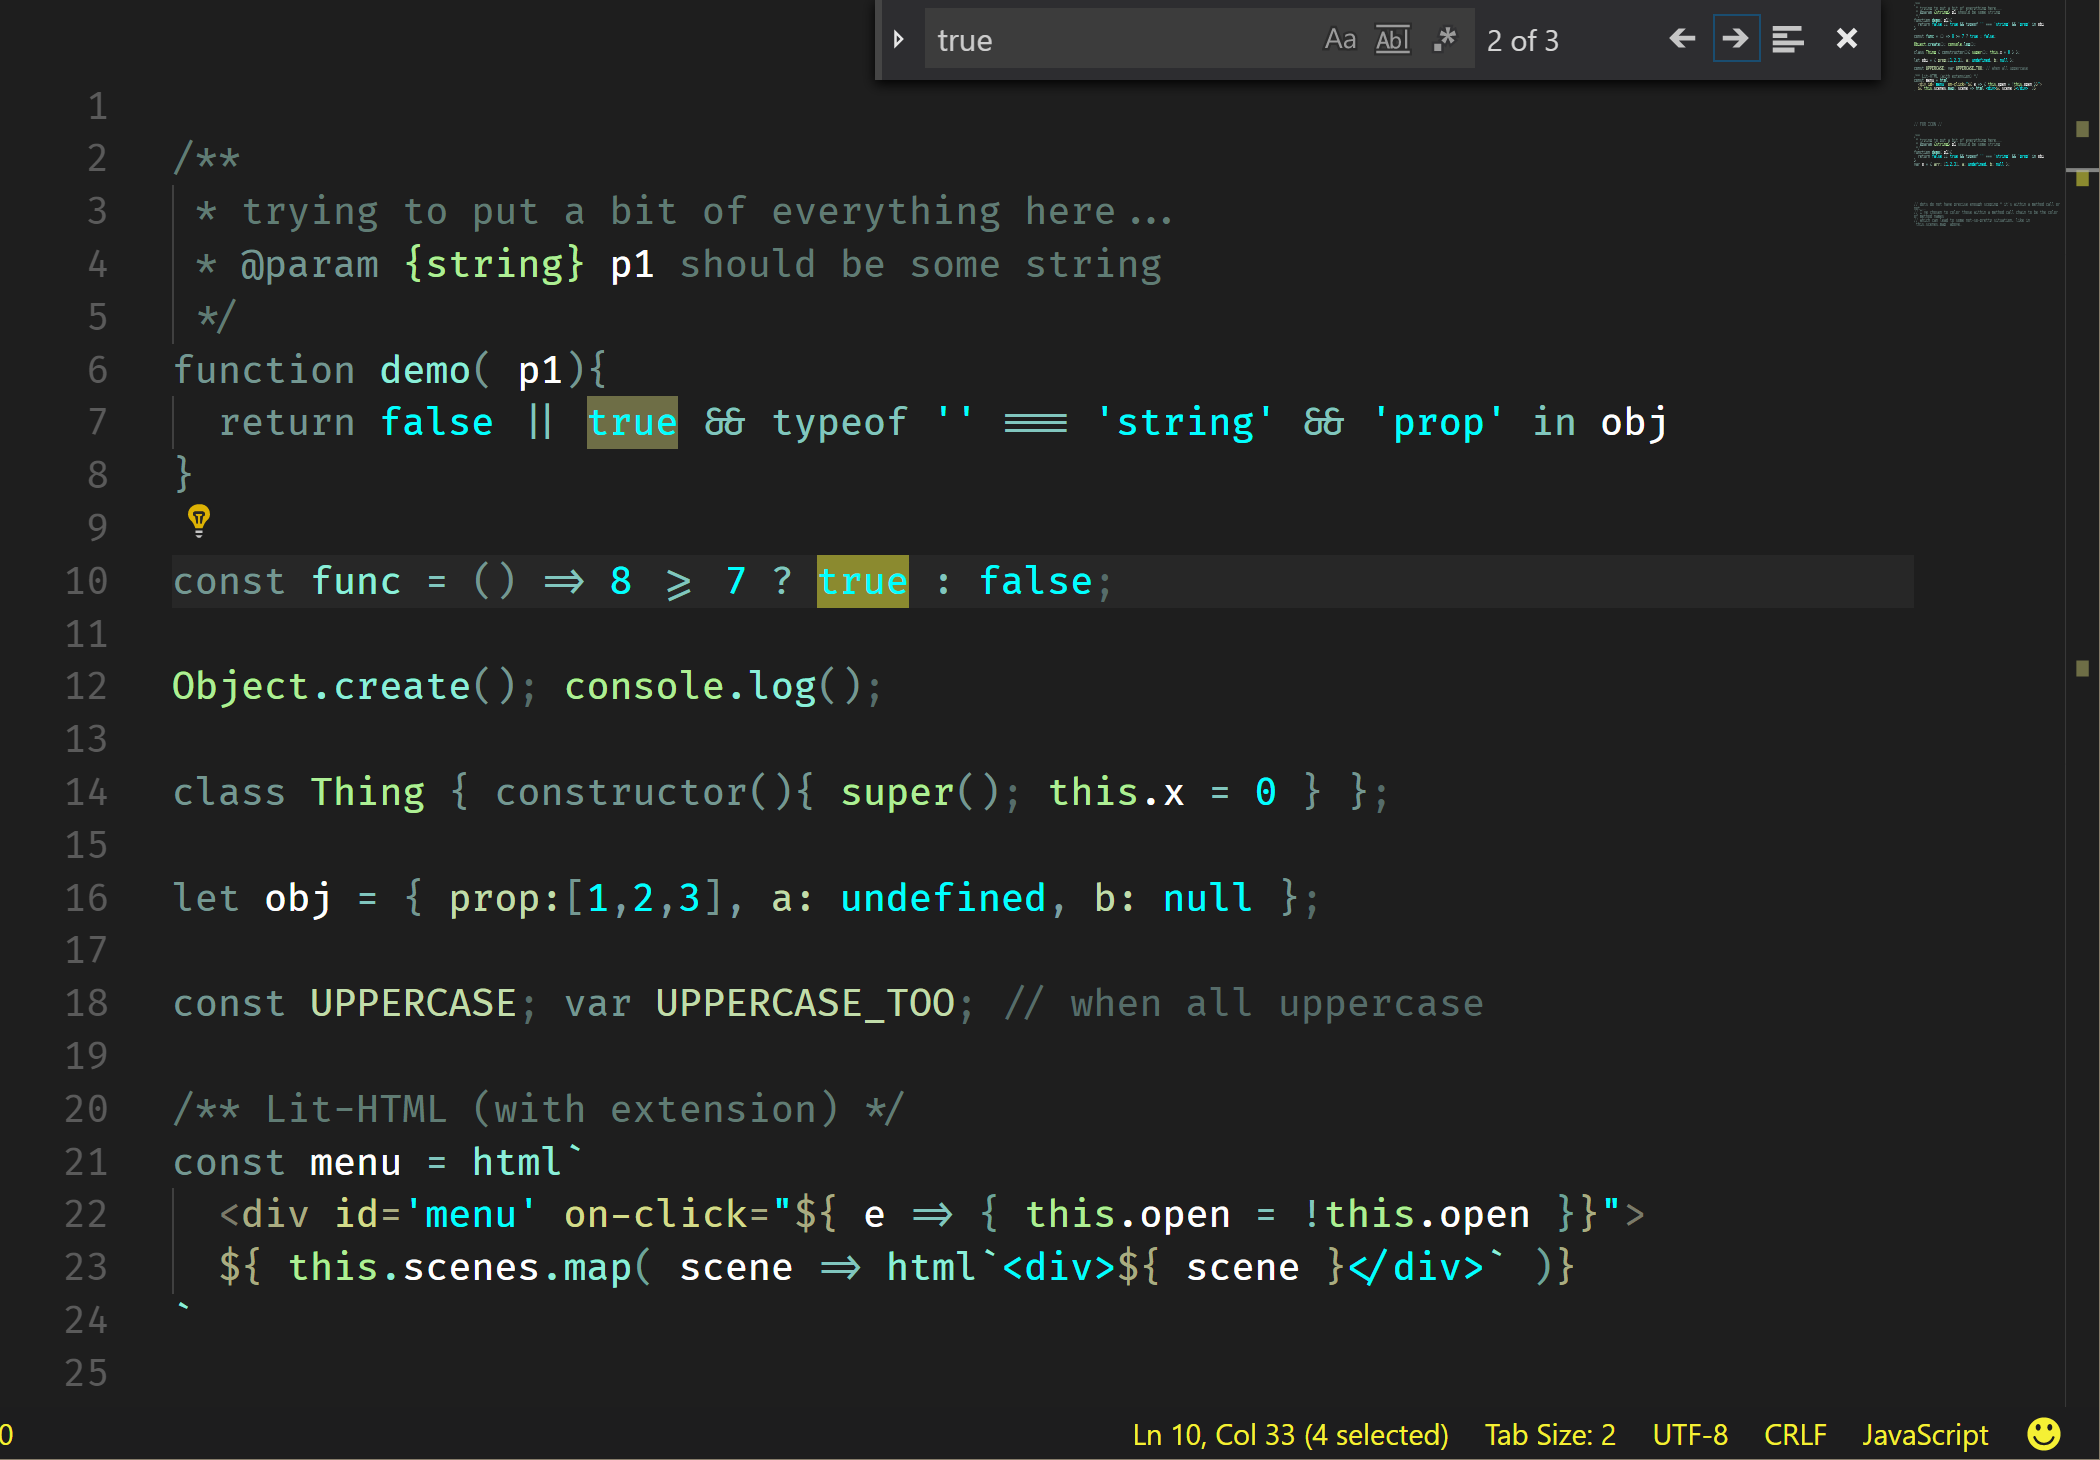 true Aa Abl .* 2 of 3
1
2 /**
3  * trying to put a bit of everything here...
4  * @param {string} p1 should be some string
5  */
6 function demo( p1){
7   return false || true && typeof '' === 'string' && 'prop' in obj
8 }
9
10 const func = () => 8 >= 7 ? true : false;
11
12 Object.create(); console.log();
13
14 class Thing { constructor(){ super(); this.x = 0 } };
15
16 let obj = { prop:[1,2,3], a: undefined, b: null };
17
18 const UPPERCASE; var UPPERCASE_TOO; // when all uppercase
19
20 /** Lit-HTML (with extension) */
21 const menu = html`
22   <div id='menu' on-click="${ e => { this.open = !this.open }}">
23   ${ this.scenes.map( scene => html`<div>${ scene }</div>` )}
24 `
25
0 Ln 10, Col 33 (4 selected) Tab Size: 2 UTF-8 CRLF JavaScript